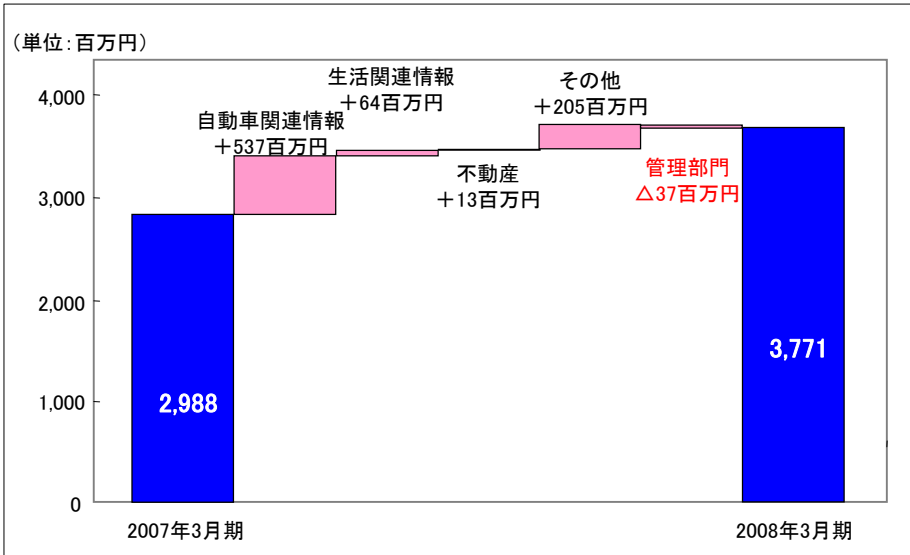 （単位：百万円）
4,000
3,000
2,000
1,000
0
自動車関連情報
＋537百万円
生活関連情報
＋64百万円
不動産
＋13百万円
その他
＋205百万円
管理部門
△37百万円
2,988
3,771
2007年3月期
2008年3月期